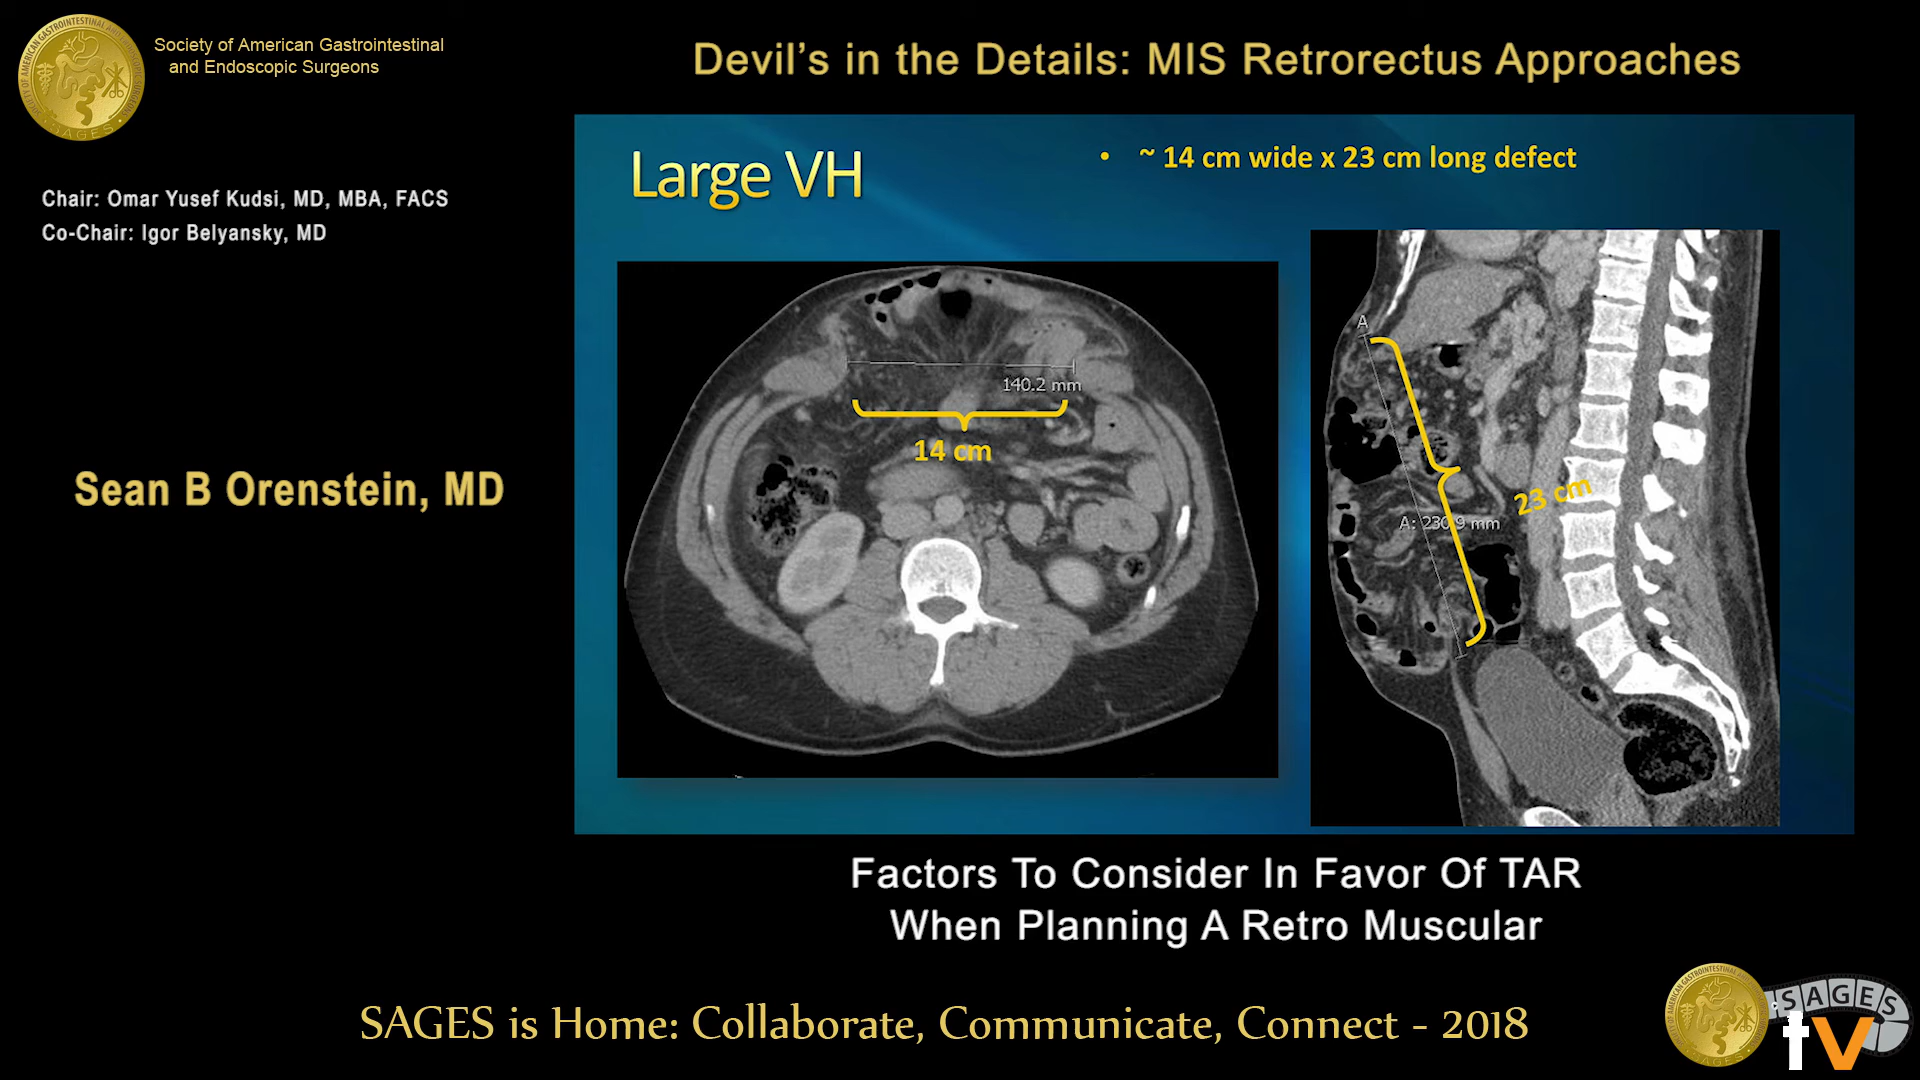 Society of American Gastrointestinal
and Endoscopic Surgeons
Devil's in the Details: MIS Retrorectus Approaches
Chair: Omar Yusef Kudsi, MD, MBA, FACS
Co-Chair: Igor Belyansky, MD
Sean B Orenstein, MD
Large VH
• ~ 14 cm wide x 23 cm long defect
140.2 mm
14 cm
A
A: 230.9 mm
23 cm
Factors To Consider In Favor Of TAR
When Planning A Retro Muscular
SAGES is Home: Collaborate, Communicate, Connect - 2018
SAGES
tv